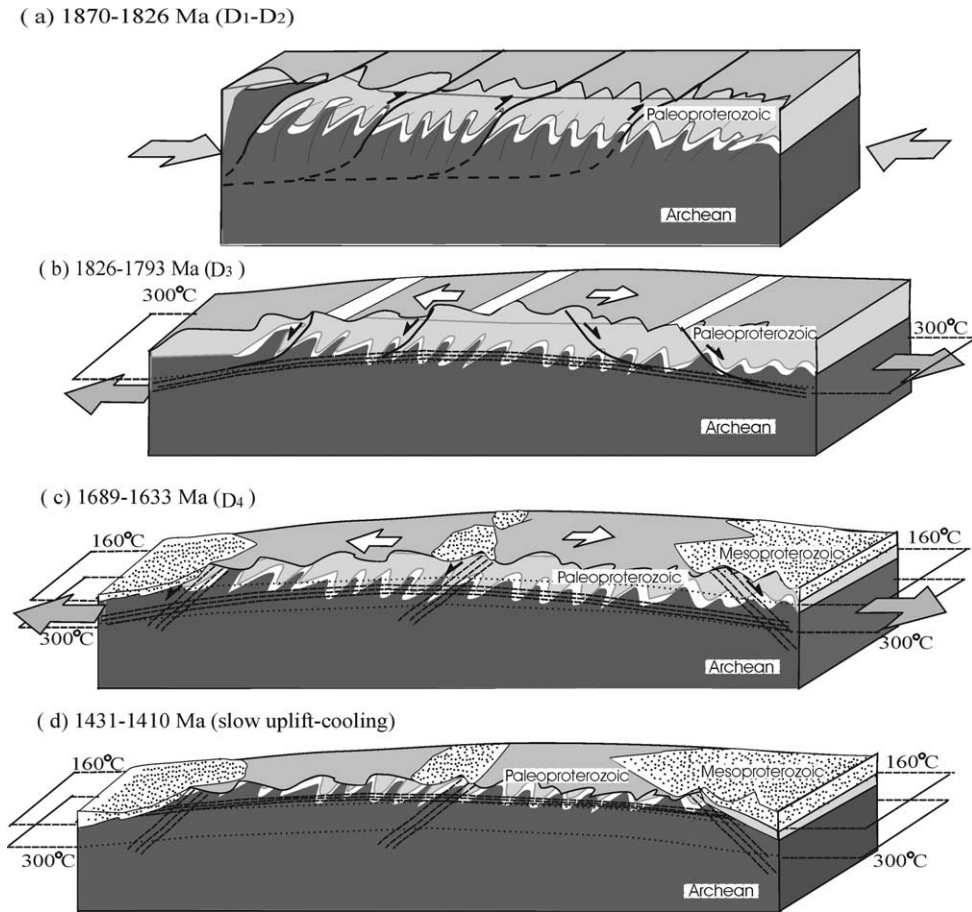 ( a ) 1870-1826 Ma (D1-D2)
Paleoproterozoic
Archean
( b ) 1826-1793 Ma (D3)
300°C
Paleoproterozoic
300°C
Archean
( c ) 1689-1633 Ma (D4)
160°C
160°C
Mesoproterozoic
Paleoproterozoic
300°C
300°C
Archean
( d ) 1431-1410 Ma (slow uplift-cooling)
160°C
160°C
Paleoproterozoic
Mesoproterozoic
300°C
300°C
Archean